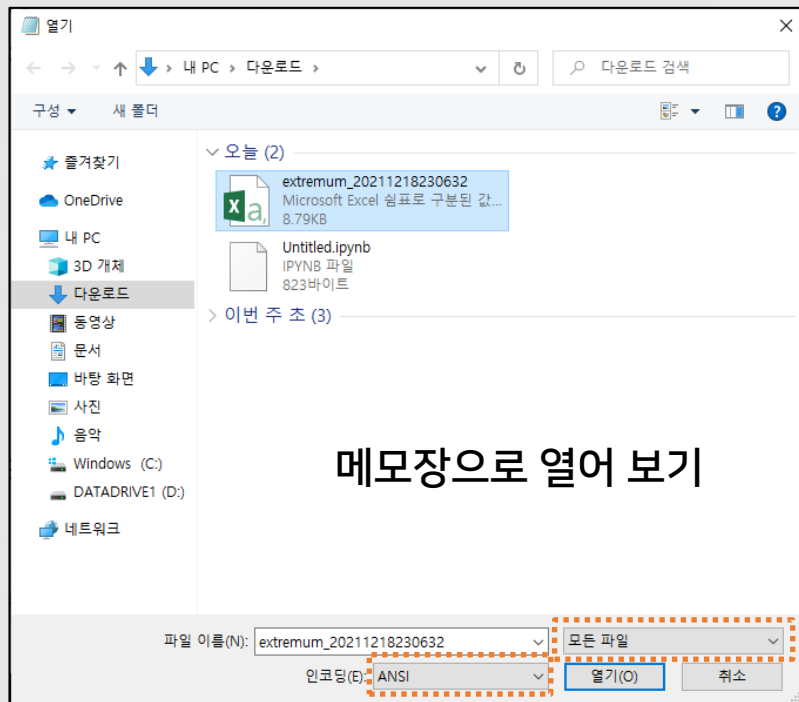 열기
내 PC › 다운로드 ›
다운로드 검색
구성
새 폴더
?
즐겨찾기
OneDrive
내 PC
3D 개체
다운로드
동영상
문서
바탕 화면
사진
음악
Windows (C:)
DATADRIVE1 (D:)
네트워크
오늘 (2)
extremum_20211218230632
Microsoft Excel 쉼표로 구분된 값...
8.79KB
Untitled.ipynb
IPYNB 파일
823바이트
이번 주 초 (3)
메모장으로 열어 보기
파일 이름(N):
extremum_20211218230632
모든 파일
인코딩(E):
ANSI
열기(O)
취소